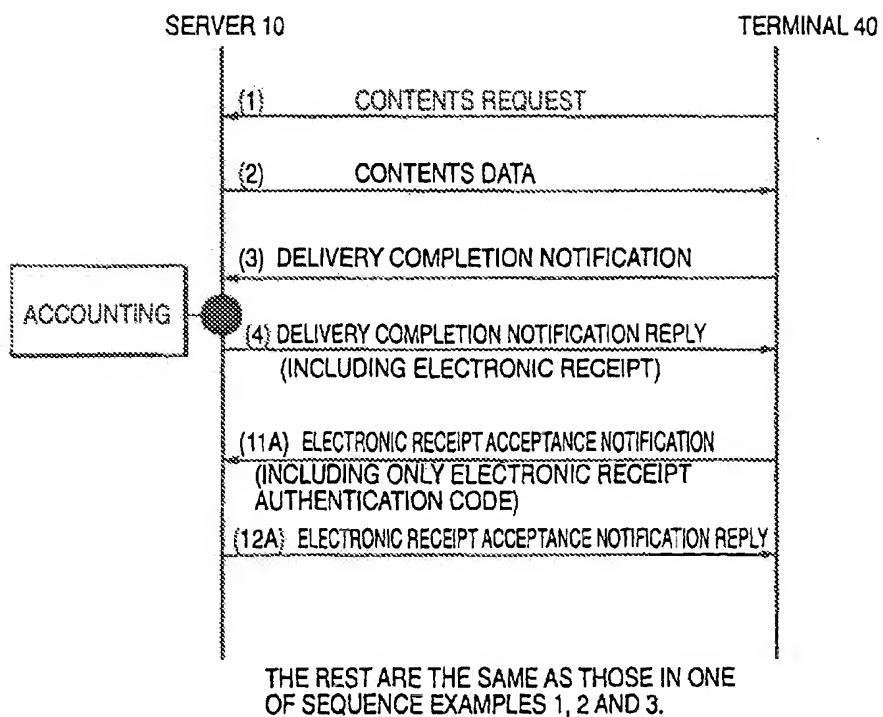 SERVER 10
TERMINAL 40
(1) CONTENTS REQUEST
(2) CONTENTS DATA
(3) DELIVERY COMPLETION NOTIFICATION
ACCOUNTING
(4) DELIVERY COMPLETION NOTIFICATION REPLY
(INCLUDING ELECTRONIC RECEIPT)
(11A) ELECTRONIC RECEIPT ACCEPTANCE NOTIFICATION
(INCLUDING ONLY ELECTRONIC RECEIPT
AUTHENTICATION CODE)
(12A) ELECTRONIC RECEIPT ACCEPTANCE NOTIFICATION REPLY
THE REST ARE THE SAME AS THOSE IN ONE
OF SEQUENCE EXAMPLES 1, 2 AND 3.